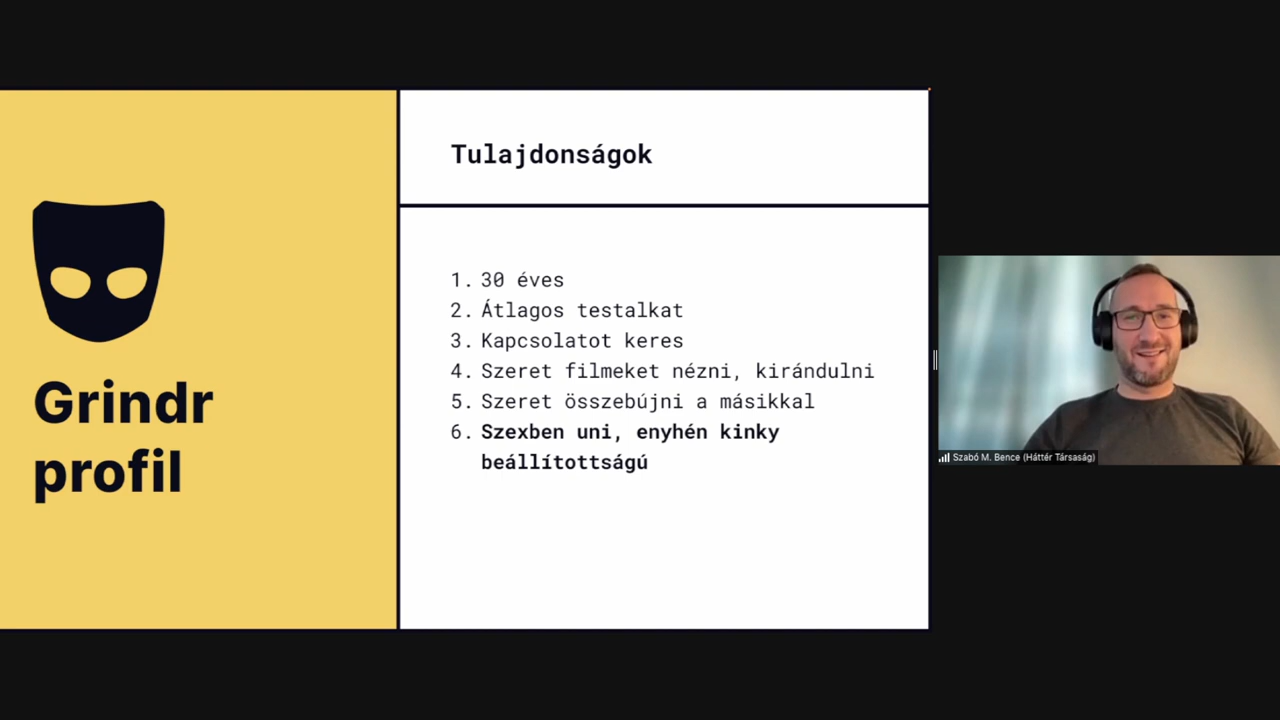 Grindr
profil
Tulajdonságok
1. 30 éves
2. Átlagos testalkat
3. Kapcsolatot keres
4. Szeret filmeket nézni, kirándulni
5. Szeret összebújni a másikkal
6. Szexben uni, enyhén kinky
beállítottságú
Szabó M. Bence (Háttér Társaság)